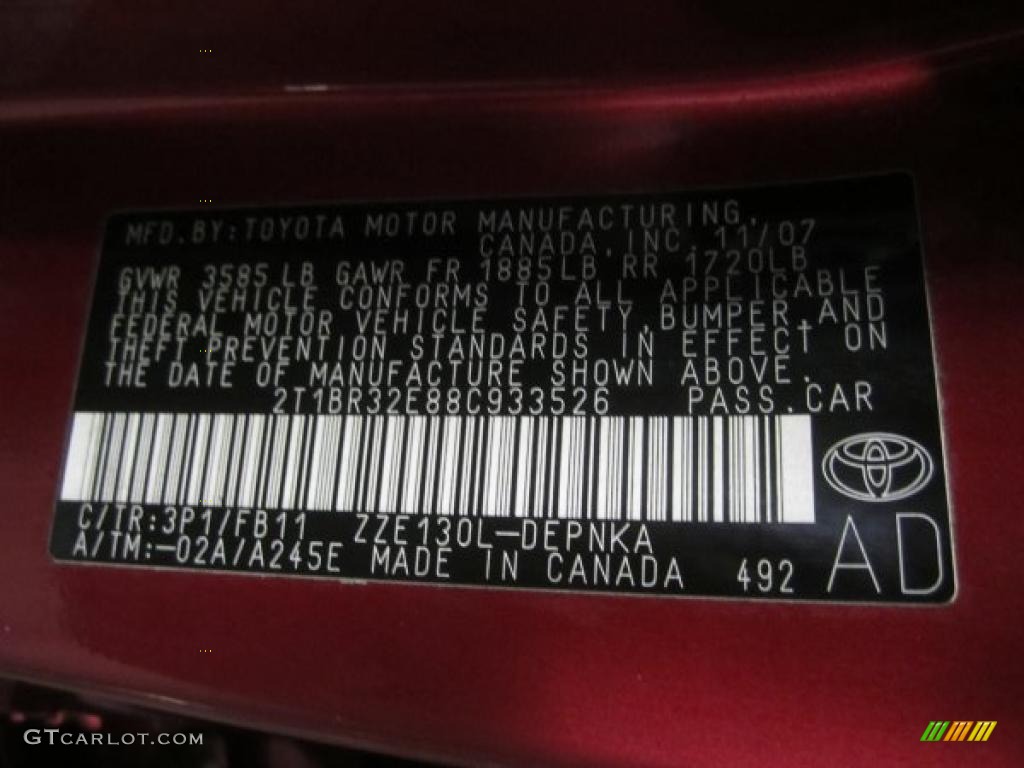 MFD.BY:TOYOTA MOTOR MANUFACTURING,
CANADA,INC. 11/07
GVWR 3585LB GAWR FR 1885LB RR 1720LB
THIS VEHICLE CONFORMS TO ALL APPLICABLE
FEDERAL MOTOR VEHICLE SAFETY,BUMPER,AND
THEFT PREVENTION STANDARDS IN EFFECT ON
THE DATE OF MANUFACTURE SHOWN ABOVE.
2T1BR32E88C933526 PASS.CAR
C/TR:3P1/FB11 ZZE130L-DEPNKA
A/TM:-02A/A245E MADE IN CANADA 492 AD
GTCARLOT.COM